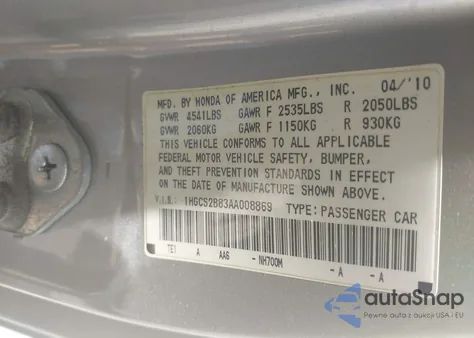 MFD. BY HONDA OF AMERICA MFG., INC. 04/'10
GVWR 4541LBS GAWR F 2535LBS R 2050LBS
GVWR 2060KG GAWR F 1150KG R 930KG
THIS VEHICLE CONFORMS TO ALL APPLICABLE
FEDERAL MOTOR VEHICLE SAFETY, BUMPER,
AND THEFT PREVENTION STANDARDS IN EFFECT
ON THE DATE OF MANUFACTURE SHOWN ABOVE.
V.I.N.: 1HGCS2B83AA008869 TYPE: PASSENGER CAR
TE1 A AA6 - NH700M - A - A
autoSnap
Pewne auta z aukcji USA i EU